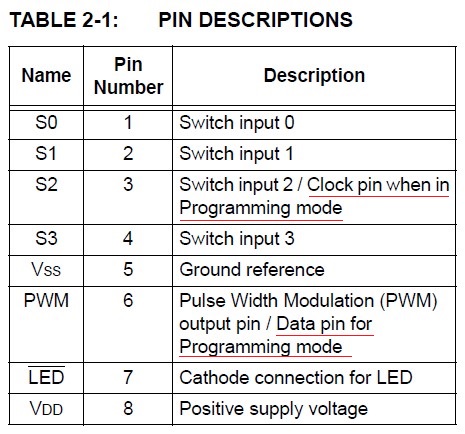 TABLE 2-1: PIN DESCRIPTIONS
Name Pin Number Description
S0 1 Switch input 0
S1 2 Switch input 1
S2 3 Switch input 2 / Clock pin when in
Programming mode
S3 4 Switch input 3
Vss 5 Ground reference
PWM 6 Pulse Width Modulation (PWM)
output pin / Data pin for
Programming mode
LED 7 Cathode connection for LED
VDD 8 Positive supply voltage